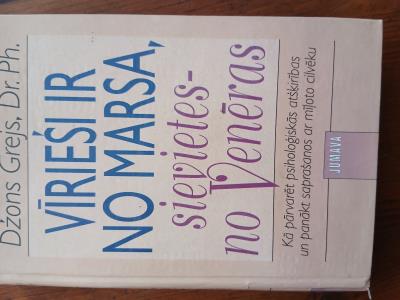 Džons Grejs, Dr. Ph.
VĪRIEŠI IR
NO MARSA,
sievietes-
no Venēras
Kā pārvarēt psiholoģiskās atšķirības
un panākt saprašanos ar mīļoto cilvēku
JUMAVA